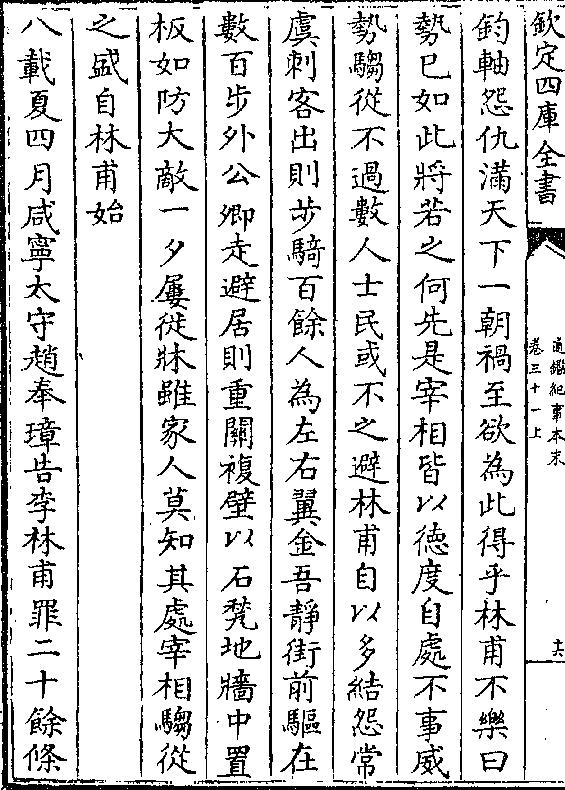 欽定四庫全書
通鑑紀事本末
卷三十一上
十六
鈞軸怨仇滿天下一朝禍至欲為此得乎林甫不樂曰
勢已如此將若之何先是宰相皆以德度自處不事威
勢騶從不過數人士民或不之避林甫自以多結怨常
虞刺客出則步騎百餘人為左右翼金吾靜街前驅在
數百步外公卿走避居則重關複壁以石甃地牆中置
板如防大敵一夕屢徙牀雖家人莫知其處宰相騶從
之盛自林甫始
八載夏四月咸寧太守趙奉璋告李林甫罪二十餘條